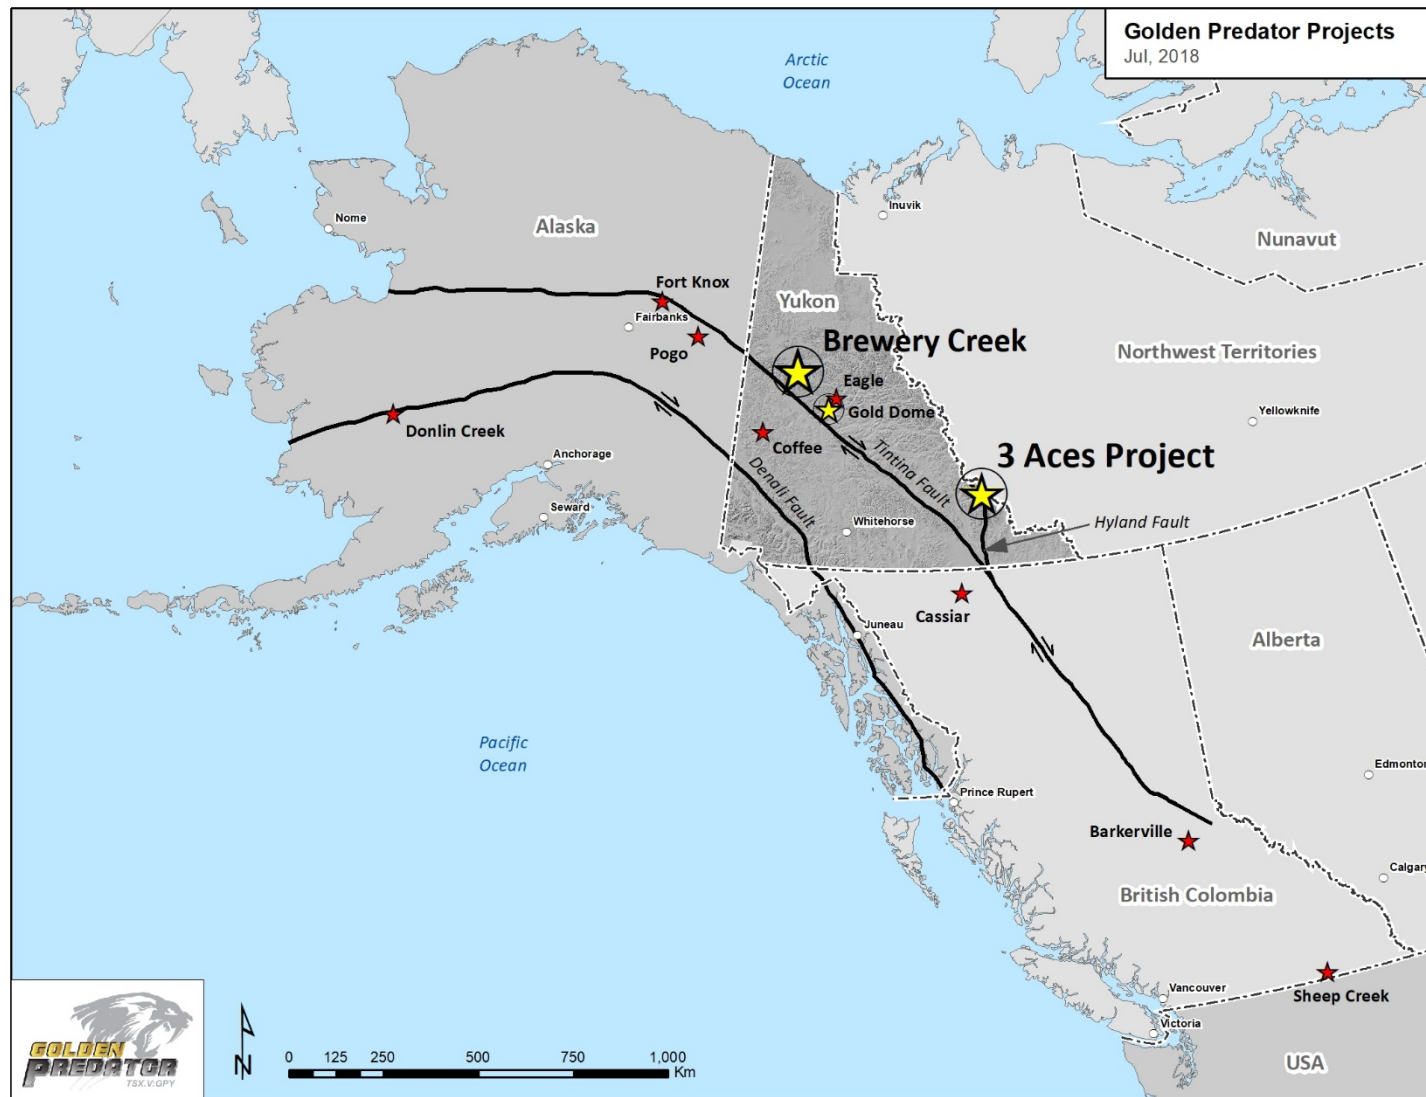 Golden Predator Projects
Jul, 2018
Arctic
Ocean
Inuvik
Nome
Alaska
Nunavut
Fort Knox
Yukon
Fairbanks
Pogo
Brewery Creek
Northwest Territories
Eagle
Gold Dome
Yellowknife
Donlin Creek
Coffee
Anchorage
Denali Fault
Tintina Fault
3 Aces Project
Seward
Whitehorse
Hyland Fault
Cassiar
Juneau
Alberta
Pacific
Ocean
Edmonton
Prince Rupert
Barkerville
Calgary
British Colombia
Vancouver
Sheep Creek
Victoria
USA
GOLDEN
PREDATOR
TSX.V:GPY
N
0 125 250 500 750 1,000
Km